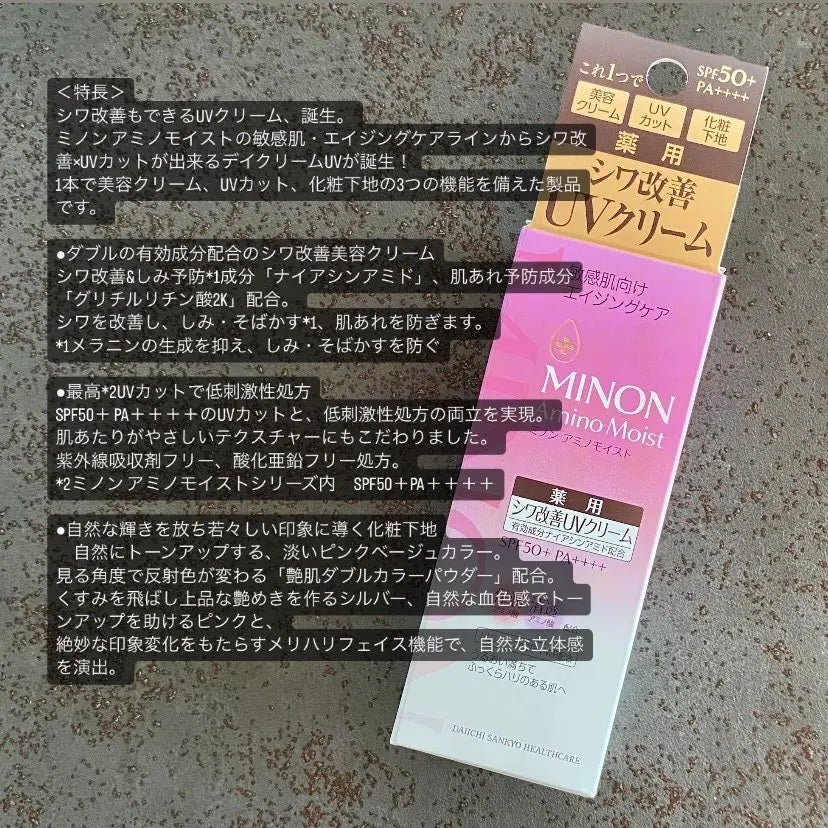 ＜特長＞
シワ改善もできるUVクリーム、誕生。
ミノン アミノモイストの敏感肌・エイジングケアラインからシワ改
善×UVカットが出来るデイクリームUVが誕生！
1本で美容クリーム、UVカット、化粧下地の3つの機能を備えた製品
です。
●ダブルの有効成分配合のシワ改善美容クリーム
シワ改善&しみ予防*1成分「ナイアシンアミド」、肌あれ予防成分
「グリチルリチン酸2K」配合。
シワを改善し、しみ・そばかす*1、肌あれを防ぎます。
*1メラニンの生成を抑え、しみ・そばかすを防ぐ
●最高*2UVカットで低刺激性処方
SPF50＋ PA＋＋＋＋のUVカットと、低刺激性処方の両立を実現。
肌あたりがやさしいテクスチャーにもこだわりました。
紫外線吸収剤フリー、酸化亜鉛フリー処方。
*2ミノン アミノモイストシリーズ内　SPF50＋PA＋＋＋＋
●自然な輝きを放ち若々しい印象に導く化粧下地
　自然にトーンアップする、淡いピンクベージュカラー。
見る角度で反射色が変わる「艶肌ダブルカラーパウダー」配合。
くすみを飛ばし上品な艶めきを作るシルバー、自然な血色感でトー
ンアップを助けるピンクと、
絶妙な印象変化をもたらすメリハリフェイス機能で、自然な立体感
を演出。
これ1つで
SPF50+
PA++++
美容
クリーム
UV
カット
化粧
下地
薬用
シワ改善
UVクリーム
敏感肌向け
エイジングケア
MINON
Amino Moist
ミノン アミノモイスト
薬用
シワ改善UVクリーム
有効成分ナイアシンアミド配合
SPF50+ PA++++
アミノ酸
ふっくらハリのある肌へ
DAIICHI SANKYO HEALTHCARE